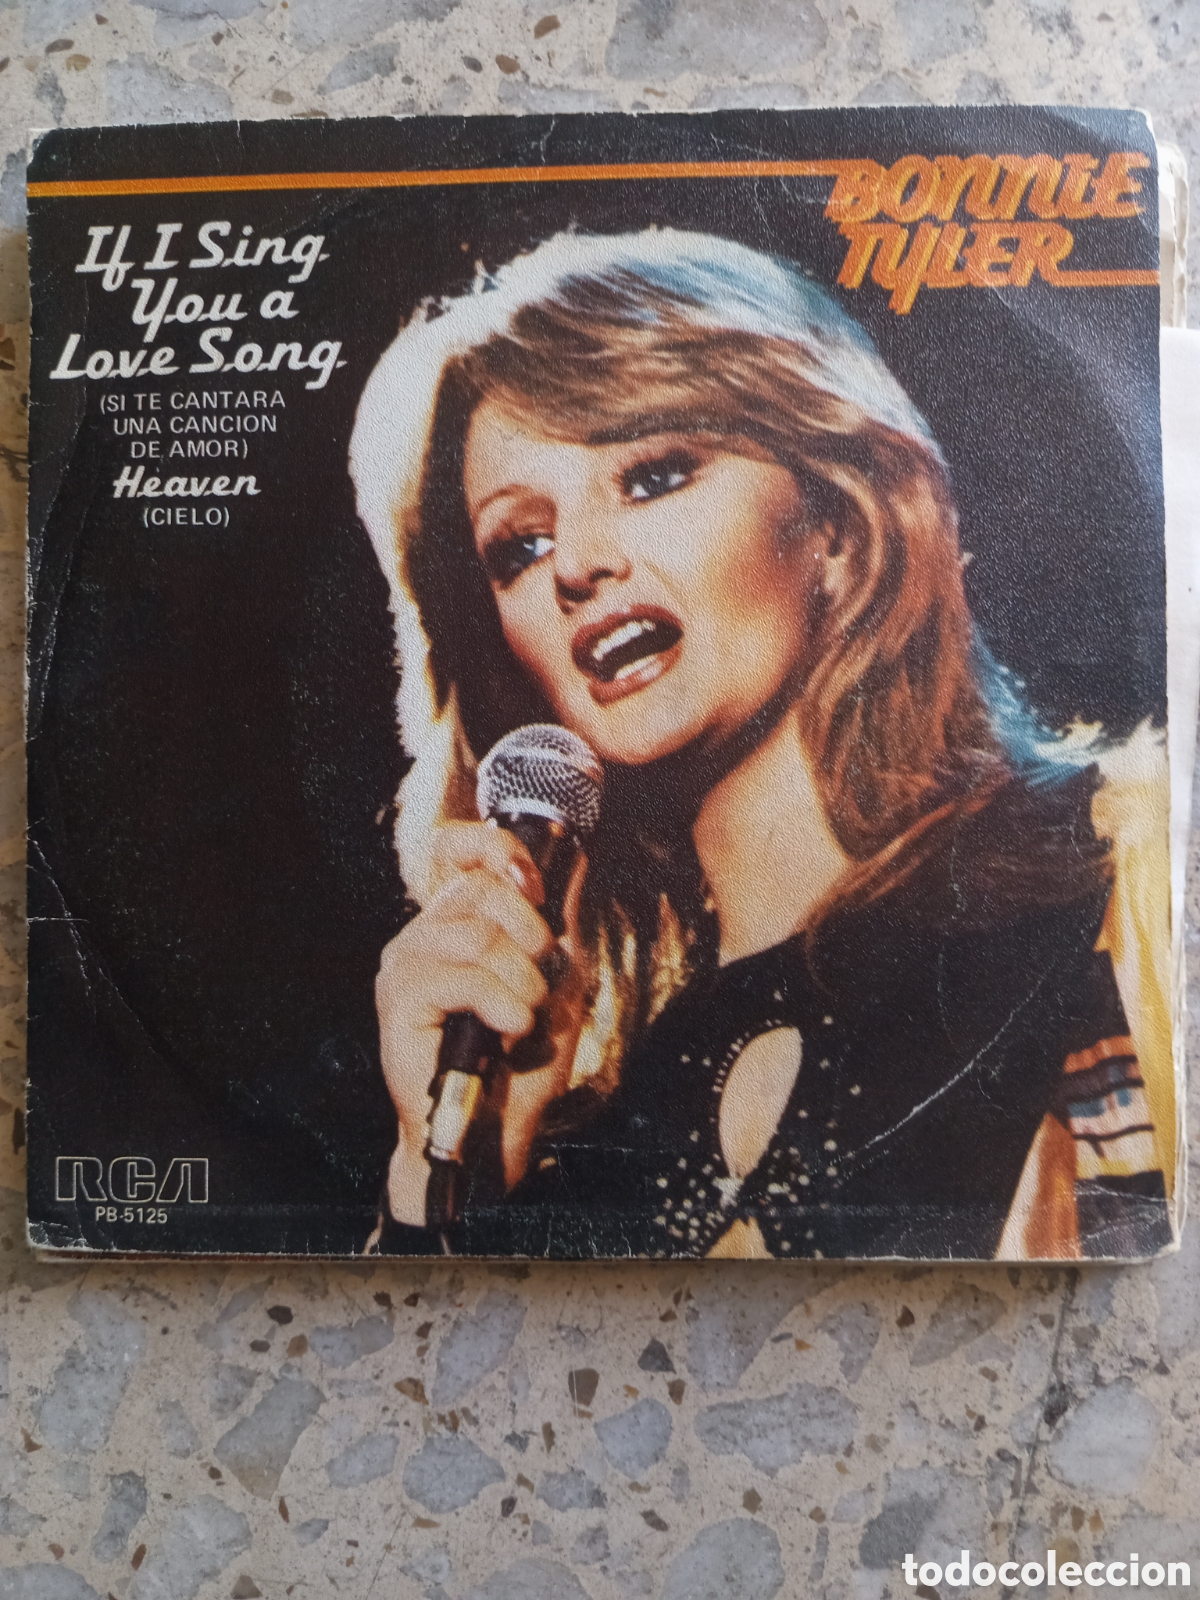 BONNIE
TYLER
If I Sing
You a
Love Song
(SI TE CANTARA
UNA CANCION
DE AMOR)
Heaven
(CIELO)
RCA
PB-5125
todocoleccion